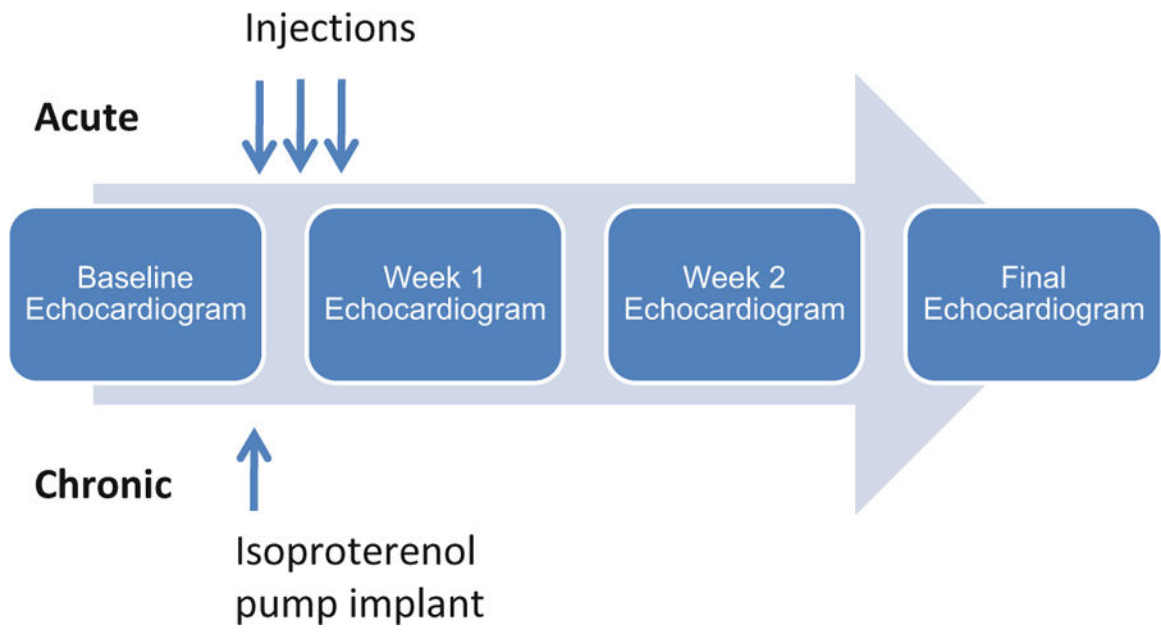 Injections
Acute
Baseline
Echocardiogram
Week 1
Echocardiogram
Week 2
Echocardiogram
Final
Echocardiogram
Chronic
Isoproterenol
pump implant